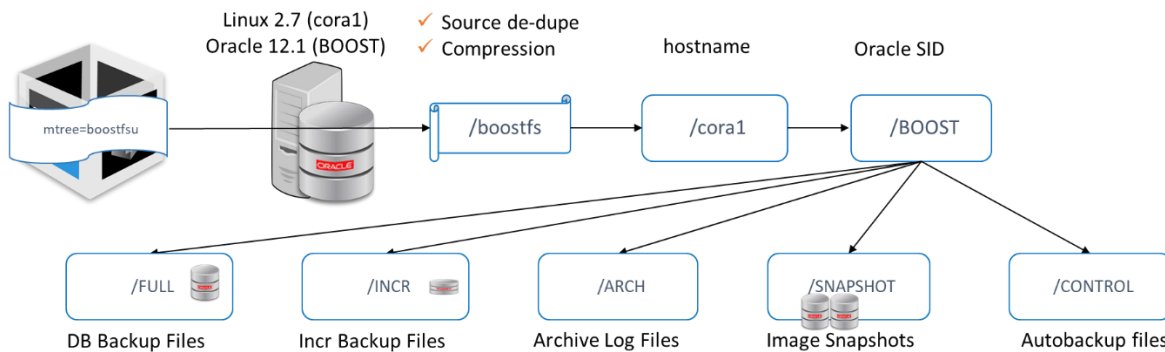 Linux 2.7 (cora1)
Oracle 12.1 (BOOST)
✓ Source de-dupe
✓ Compression
hostname
Oracle SID
mtree=boostfsu
ORACLE
/boostfs
/cora1
/BOOST
/FULL
ORACLE
/INCR
/ARCH
/SNAPSHOT
/CONTROL
DB Backup Files
Incr Backup Files
Archive Log Files
Image Snapshots
Autobackup files